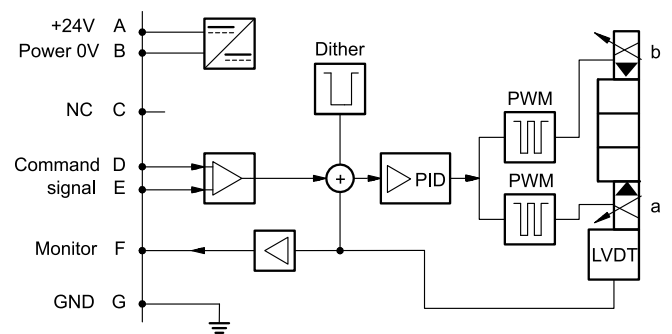 +24V A
Power 0V B
Dither
b
NC C
PWM
Command D
signal E
+
PID
PWM
a
Monitor F
LVDT
GND G